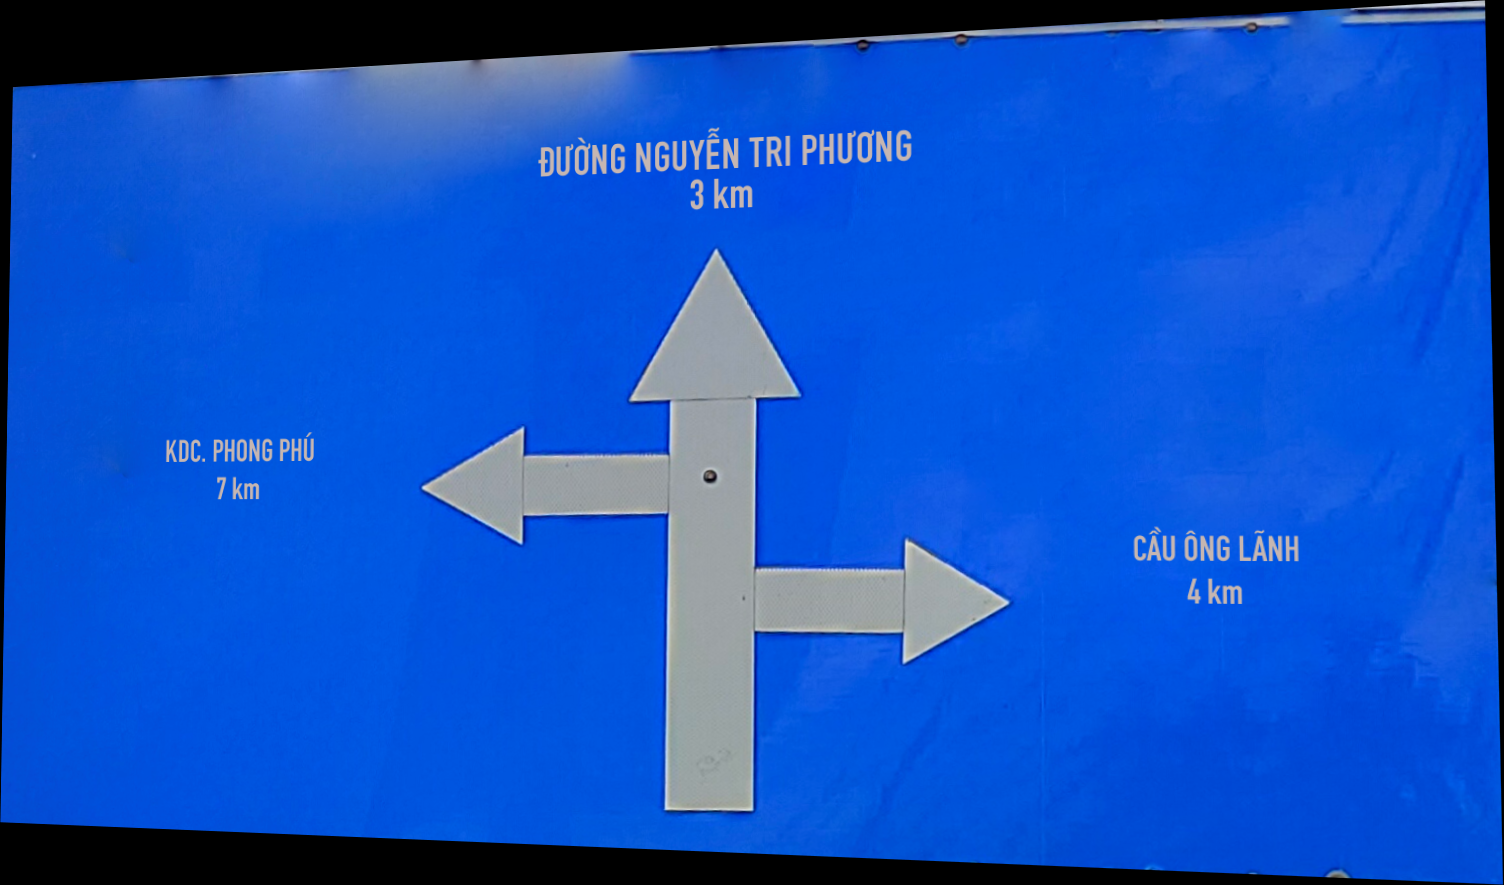 ĐƯỜNG NGUYỄN TRI PHƯƠNG
3 km
KDC. PHONG PHÚ
7 km
CẦU ÔNG LÃNH
4 km